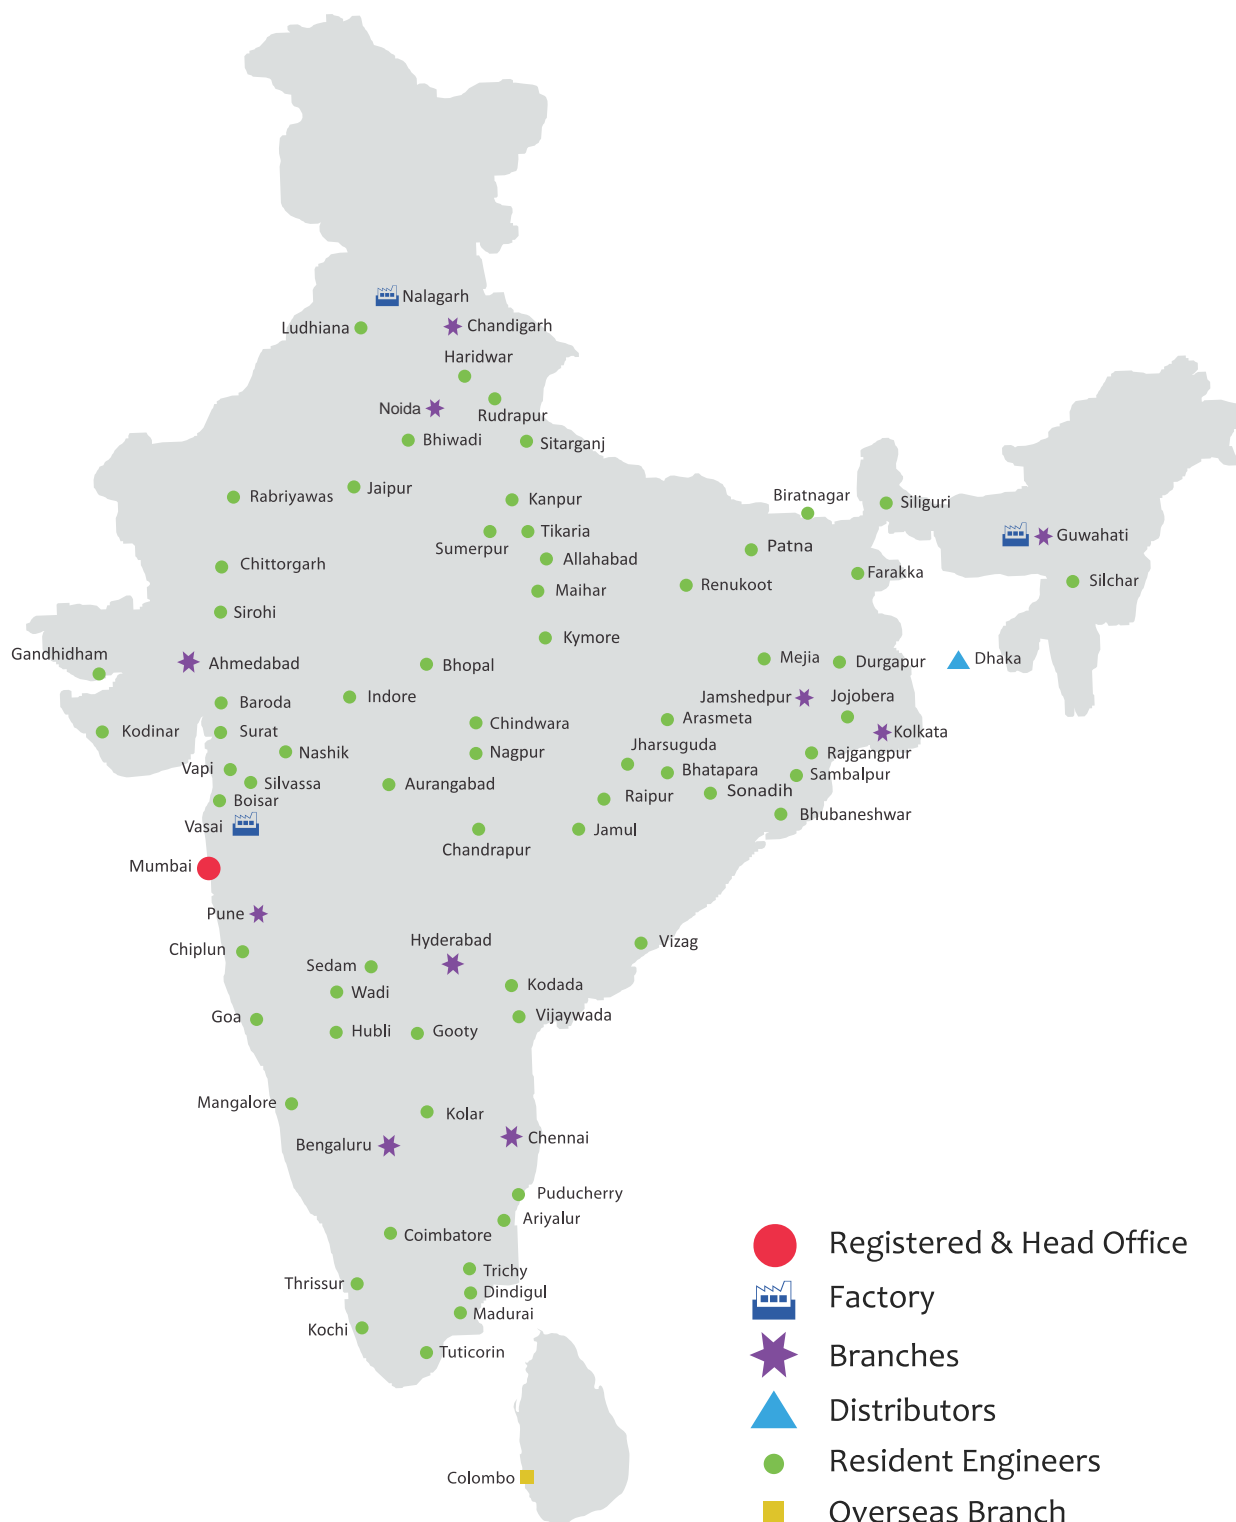 Nalagarh
Ludhiana
Chandigarh
Haridwar
Noida
Rudrapur
Bhiwadi
Sitarganj
Rabriyawas
Jaipur
Kanpur
Biratnagar
Siliguri
Sumerpur
Tikaria
Guwahati
Patna
Chittorgarh
Allahabad
Farakka
Renukoot
Silchar
Maihar
Sirohi
Kymore
Gandhidham
Ahmedabad
Bhopal
Mejia
Durgapur
Dhaka
Baroda
Indore
Jamshedpur
Jojobera
Kodinar
Surat
Chindwara
Arasmeta
Kolkata
Nashik
Nagpur
Jharsuguda
Rajgangpur
Vapi
Silvassa
Aurangabad
Bhatapara
Sambalpur
Boisar
Raipur
Sonadih
Vasai
Bhubaneshwar
Chandrapur
Jamul
Mumbai
Pune
Chiplun
Hyderabad
Vizag
Sedam
Wadi
Kodada
Goa
Hubli
Gooty
Vijaywada
Mangalore
Kolar
Bengaluru
Chennai
Puducherry
Ariyalur
Coimbatore
Trichy
Thrissur
Dindigul
Madurai
Kochi
Tuticorin
Colombo
Registered & Head Office
Factory
Branches
Distributors
Resident Engineers
Overseas Branch